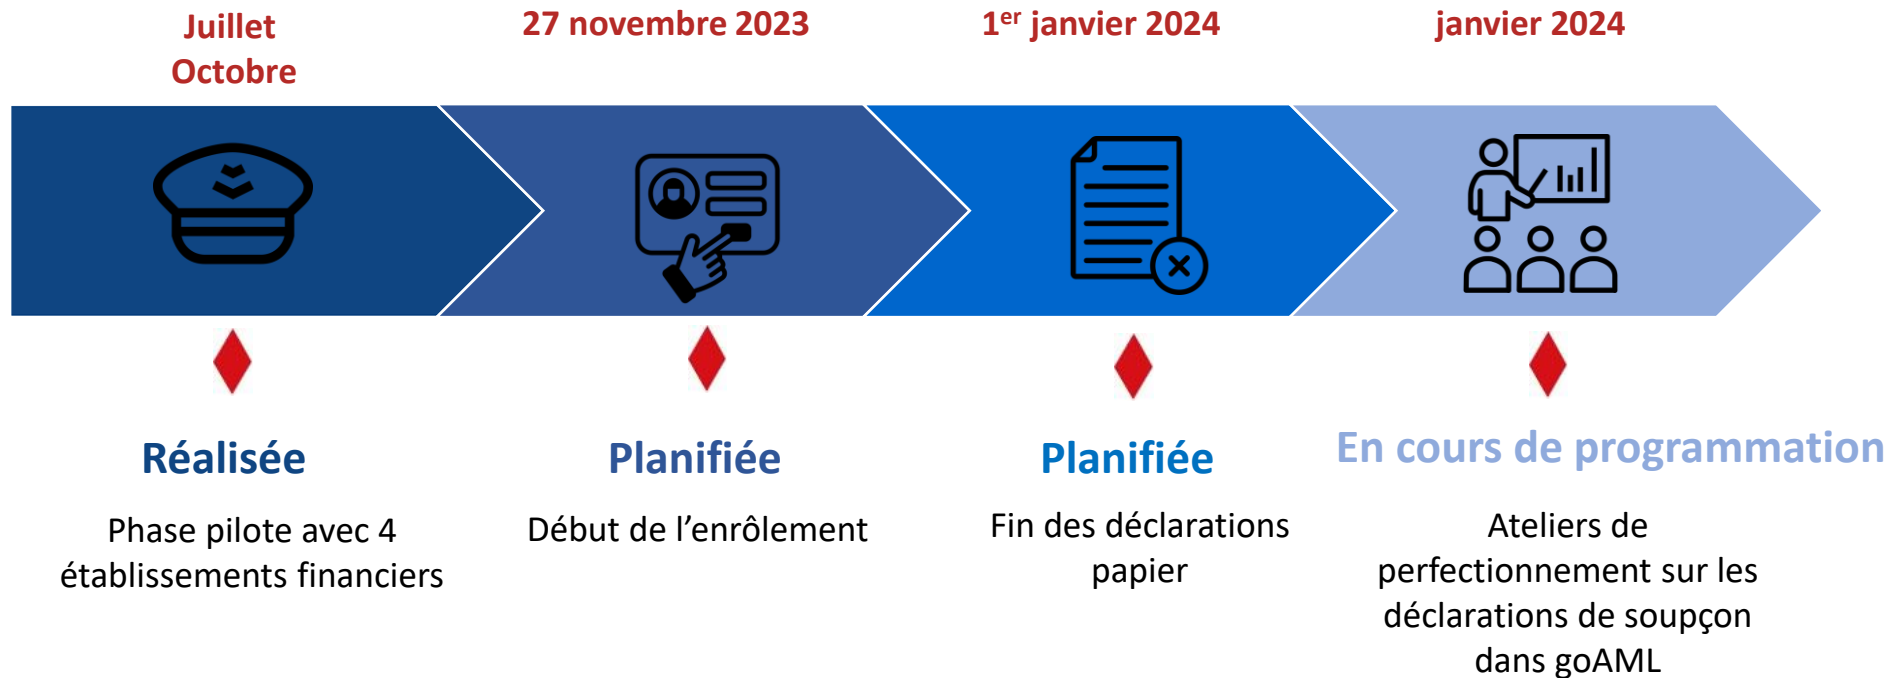 Juillet
Octobre
27 novembre 2023
1er janvier 2024
janvier 2024
Réalisée
Phase pilote avec 4
établissements financiers
Planifiée
Début de l’enrôlement
Planifiée
Fin des déclarations
papier
En cours de programmation
Ateliers de
perfectionnement sur les
déclarations de soupçon
dans goAML